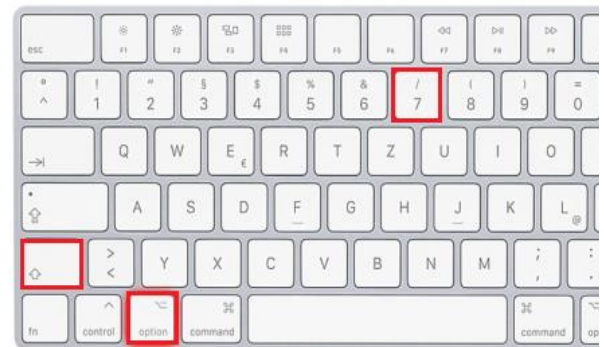 esc F1 F2 F3 F4 F5 F6 F7 F8 F9
° ! " § $ % & / ( ) =
^ 1 2 3 4 5 6 7 8 9 0
Q W E € R T Z U I O
A S D F G H J K L @
> < Y X C V B N M ; , : .
fn control option command command op